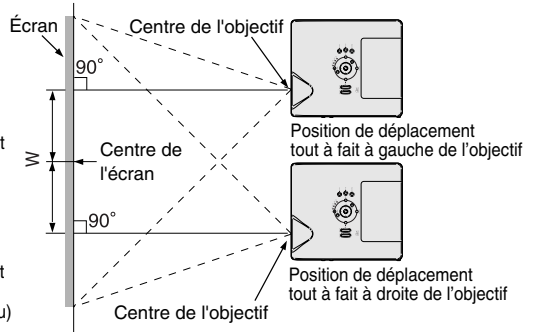 Écran
Centre de l'objectif
90°
Position de déplacement
tout à fait à gauche de l'objectif
t
W
Centre de
l'écran
90°
Position de déplacement
tout à fait à droite de l'objectif
t
u)
Centre de l'objectif